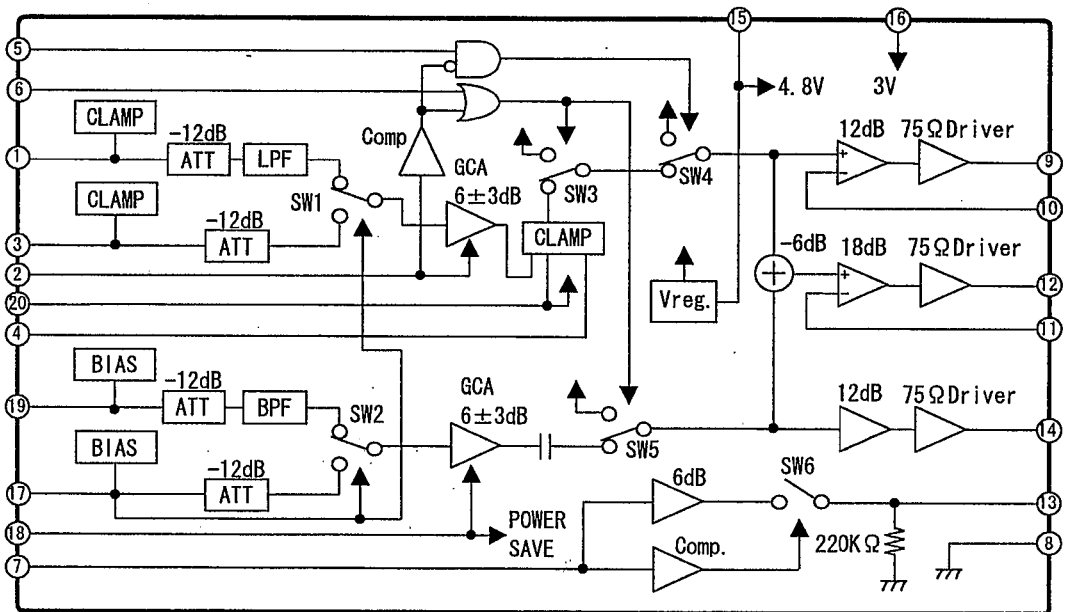 15
16
5
6
4.8V
3V
CLAMP
-12dB
Comp
12dB
75ΩDriver
1
ATT
LPF
GCA
9
SW3
SW4
CLAMP
SW1
6±3dB
10
-12dB
-6dB
18dB
75ΩDriver
3
ATT
CLAMP
2
Vreg.
12
20
11
4
BIAS
-12dB
GCA
12dB
75ΩDriver
19
ATT
BPF
SW2
6±3dB
14
BIAS
SW5
-12dB
6dB
SW6
17
ATT
13
18
POWER
SAVE
Comp.
220KΩ
8
7